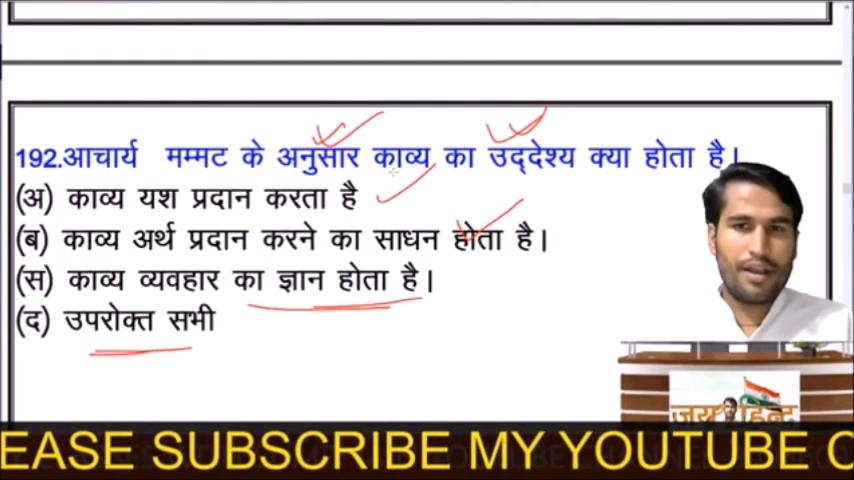 192.आचार्य मम्मट के अनुसार काव्य का उद्देश्य क्या होता है।
(अ) काव्य यश प्रदान करता है
(ब) काव्य अर्थ प्रदान करने का साधन होता है।
(स) काव्य व्यवहार का ज्ञान होता है।
(द) उपरोक्त सभी
जय हिन्द
EASE SUBSCRIBE MY YOUTUBE C